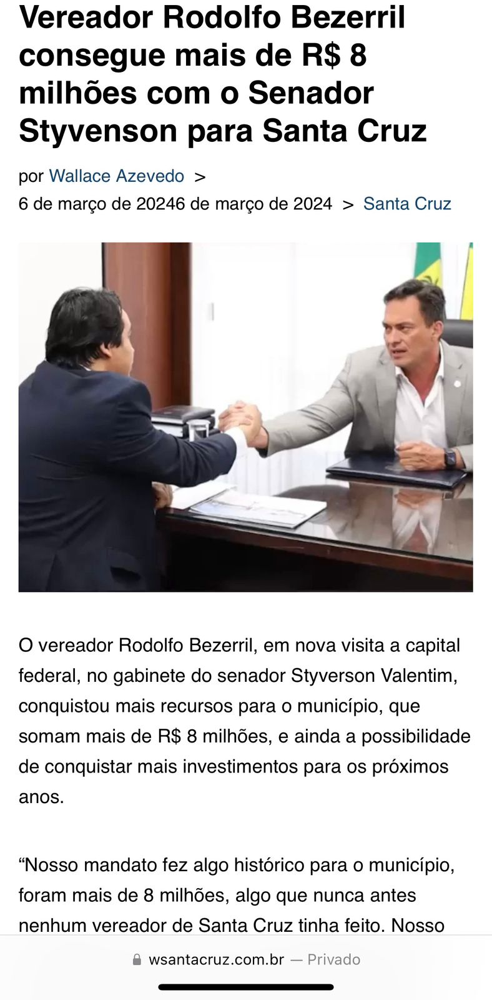 Vereador Rodolfo Bezerril
consegue mais de R$ 8
milhões com o Senador
Styvenson para Santa Cruz
por Wallace Azevedo >
6 de março de 20246 de março de 2024 > Santa Cruz
O vereador Rodolfo Bezerril, em nova visita a capital
federal, no gabinete do senador Styverson Valentim,
conquistou mais recursos para o município, que
somam mais de R$ 8 milhões, e ainda a possibilidade
de conquistar mais investimentos para os próximos
anos.
“Nosso mandato fez algo histórico para o município,
foram mais de 8 milhões, algo que nunca antes
nenhum vereador de Santa Cruz tinha feito. Nosso
wsantacruz.com.br — Privado